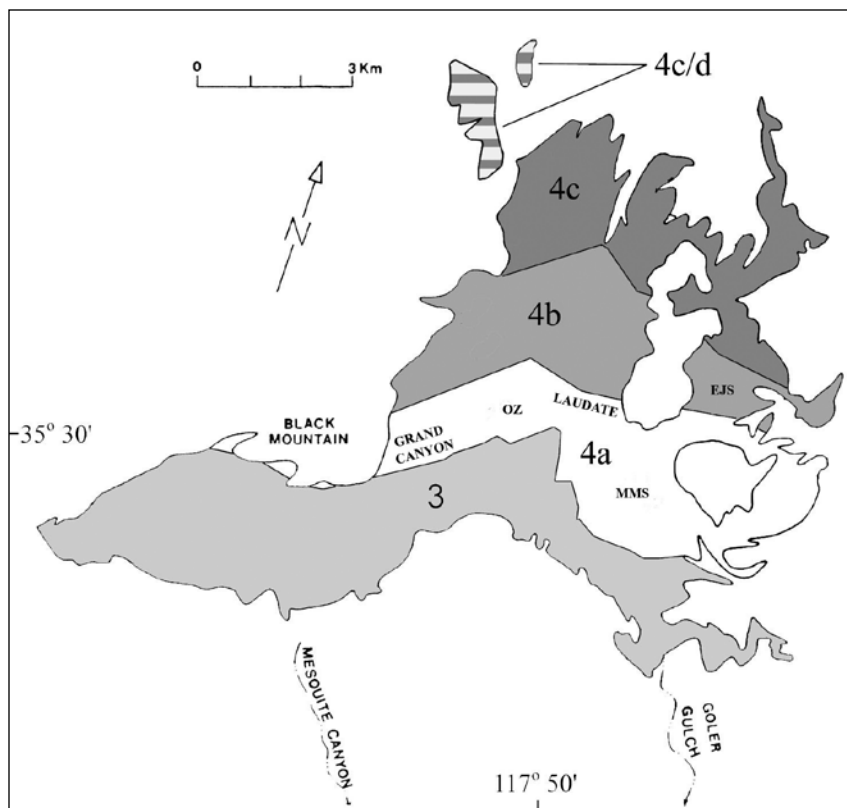 0 3 Km
4c/d
N
4c
4b
EJS
LAUDATE
OZ
BLACK
MOUNTAIN
35° 30'
GRAND
CANYON
4a
3
MMS
MESQUITE CANYON
GOLER
GULCH
117° 50'